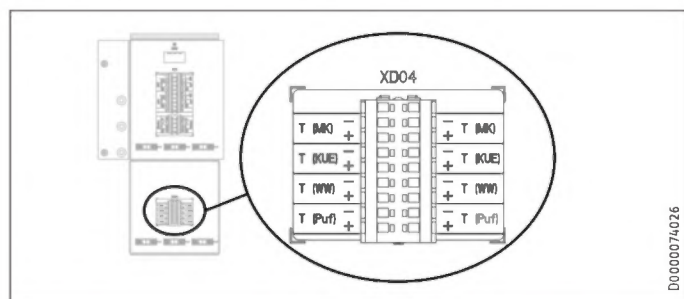 XD04
T (MK) − + − + T (MK)
T (KUE) − + − + T (KUE)
T (WW) − + − + T (WW)
T (Puf) − + − + T (Puf)
D0000074026